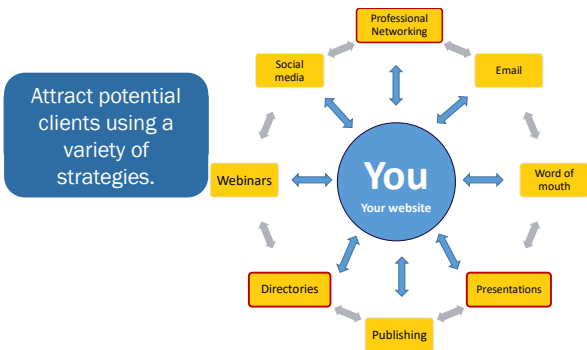 Professional
Networking
Social
media
Email
Attract potential
clients using a
variety of
strategies.
Webinars
You
Your website
Word of
mouth
Directories
Presentations
Publishing